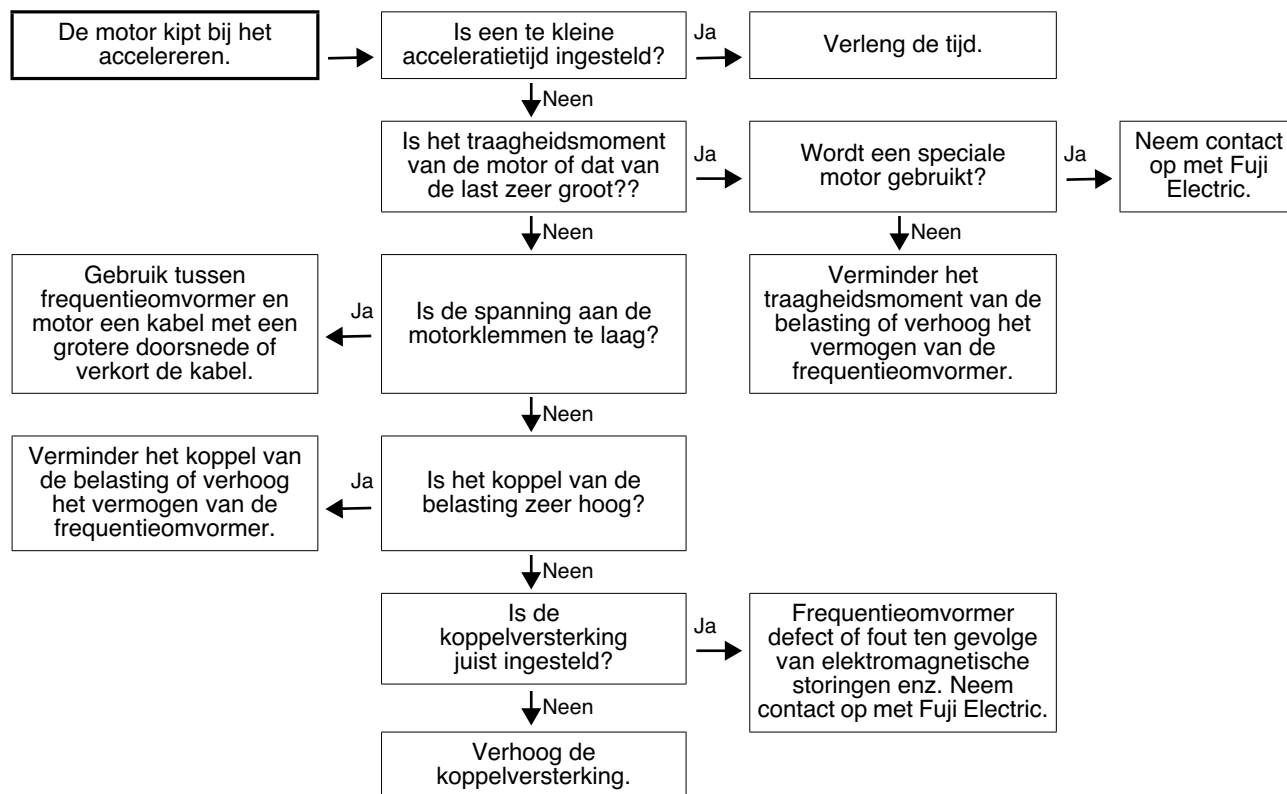 De motor kipt bij het
accelereren.
Is een te kleine
acceleratietijd ingesteld?
Ja
Verleng de tijd.
Neen
Is het traagheidsmoment
van de motor of dat van
de last zeer groot??
Ja
Wordt een speciale
motor gebruikt?
Ja
Neem contact
op met Fuji
Electric.
Neen
Neen
Gebruik tussen
frequentieomvormer en
motor een kabel met een
grotere doorsnede of
verkort de kabel.
Ja
Is de spanning aan de
motorklemmen te laag?
Verminder het
traagheidsmoment van de
belasting of verhoog het
vermogen van de
frequentieomvormer.
Neen
Verminder het koppel van
de belasting of verhoog
het vermogen van de
frequentieomvormer.
Ja
Is het koppel van de
belasting zeer hoog?
Neen
Is de
koppelversterking
juist ingesteld?
Ja
Frequentieomvormer
defect of fout ten gevolge
van elektromagnetische
storingen enz. Neem
contact op met Fuji Electric.
Neen
Verhoog de
koppelversterking.